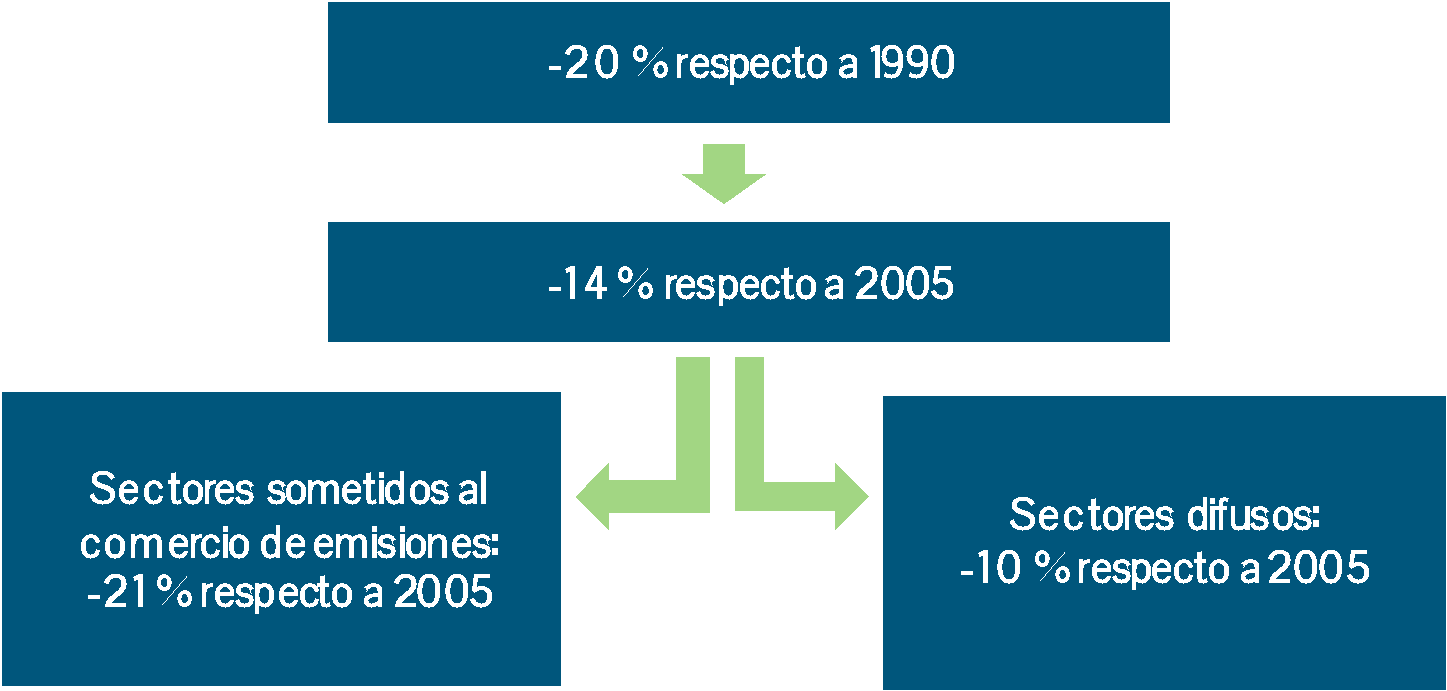 -20 % respecto a 1990
-14 % respecto a 2005
Sectores sometidos al
comercio de emisiones:
-21 % respecto a 2005
Sectores difusos:
-10 % respecto a 2005